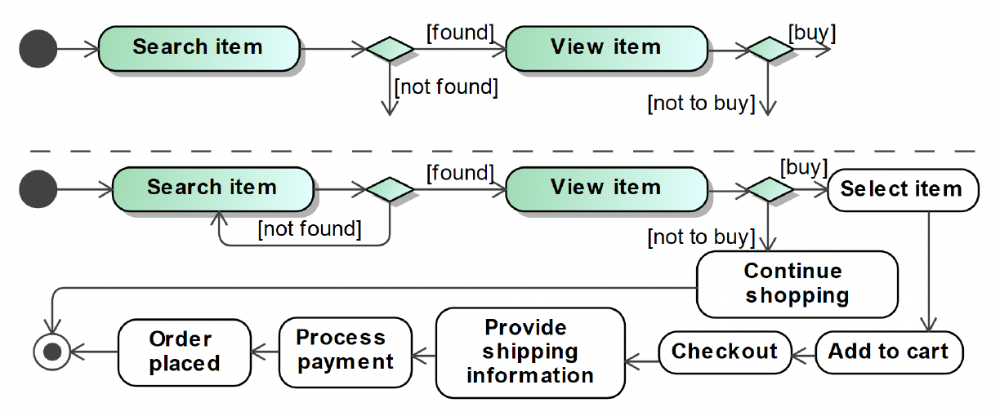 Search item
[found]
View item
[buy]
[not found]
[not to buy]
Search item
[found]
View item
[buy]
Select item
[not found]
[not to buy]
Continue
shopping
Order
placed
Process
payment
Provide
shipping
information
Checkout
Add to cart